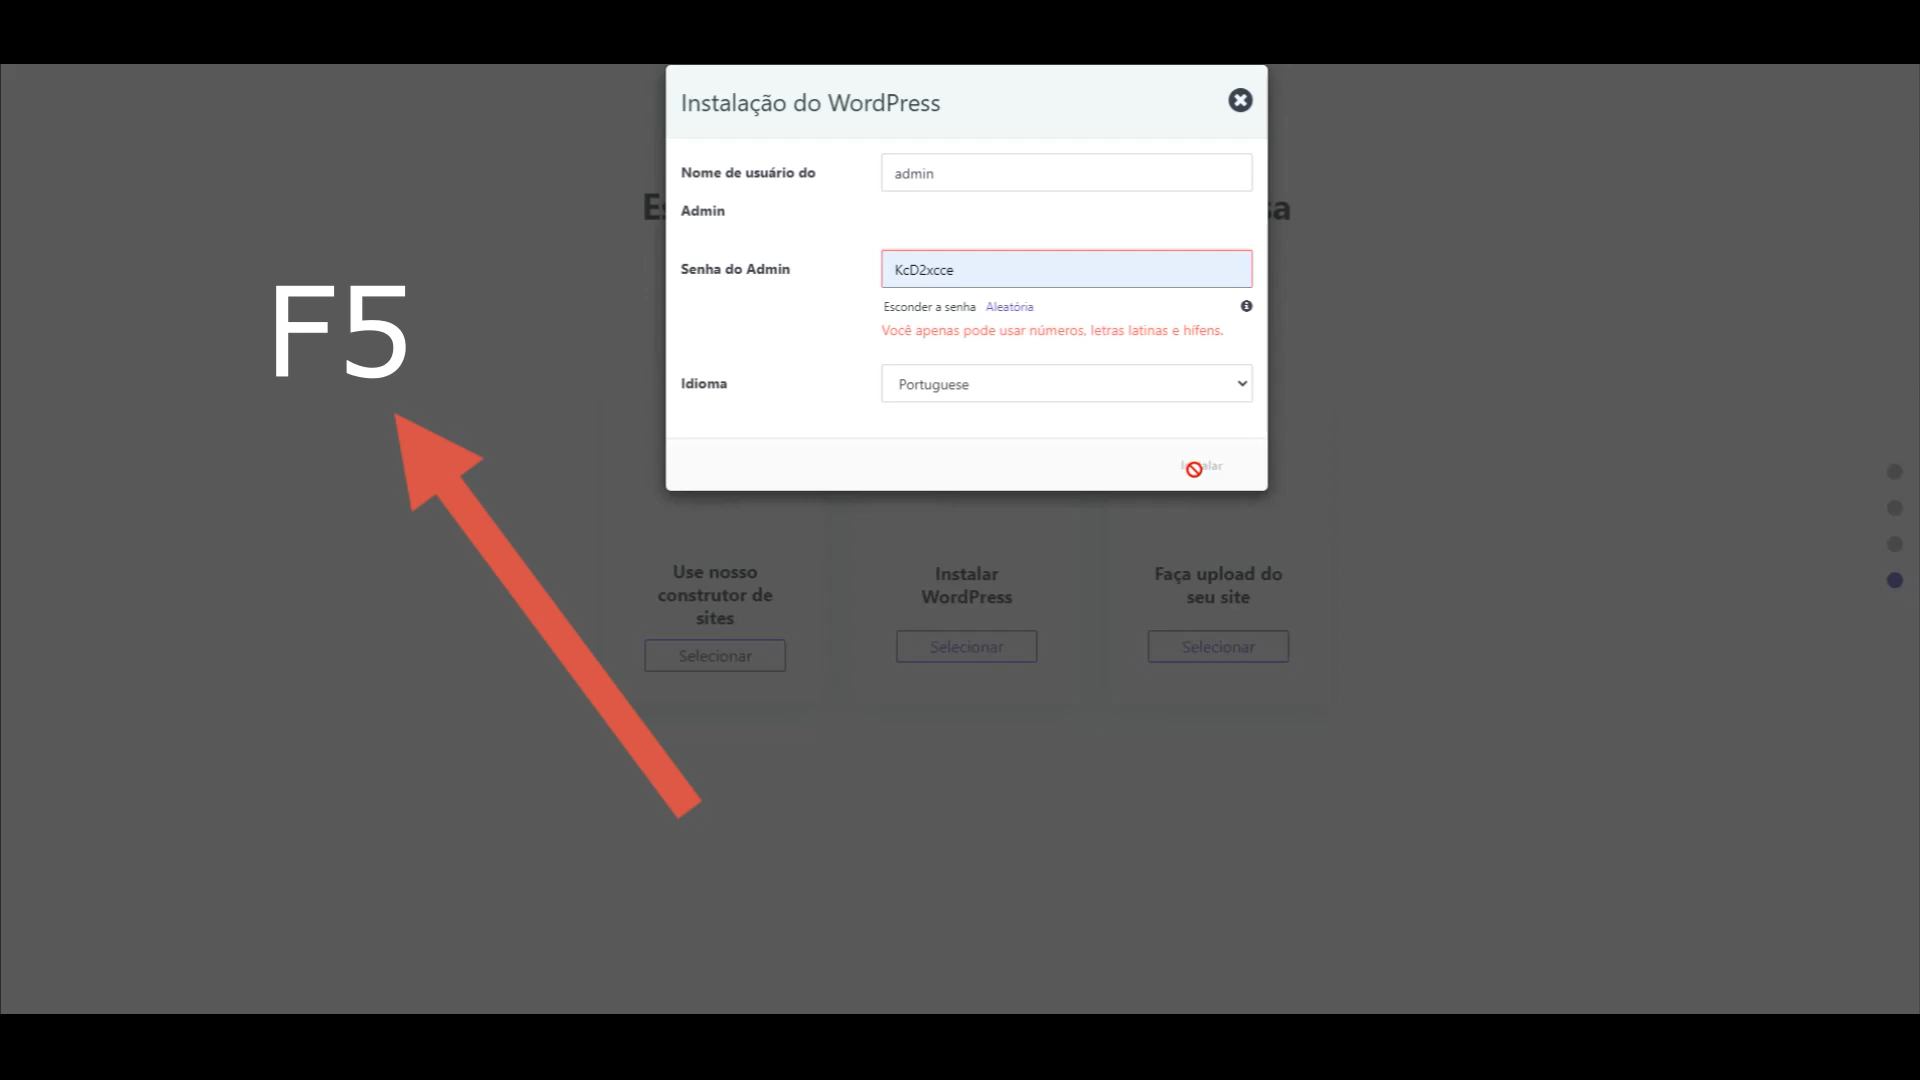 Instalação do WordPress
Nome de usuário do
Admin
admin
Senha do Admin
KcD2xcce
Esconder a senha Aleatória
Você apenas pode usar números, letras latinas e hífens.
Idioma
Portuguese
F5
Use nosso
construtor de
sites
Selecionar
Instalar
WordPress
Selecionar
Faça upload do
seu site
Selecionar